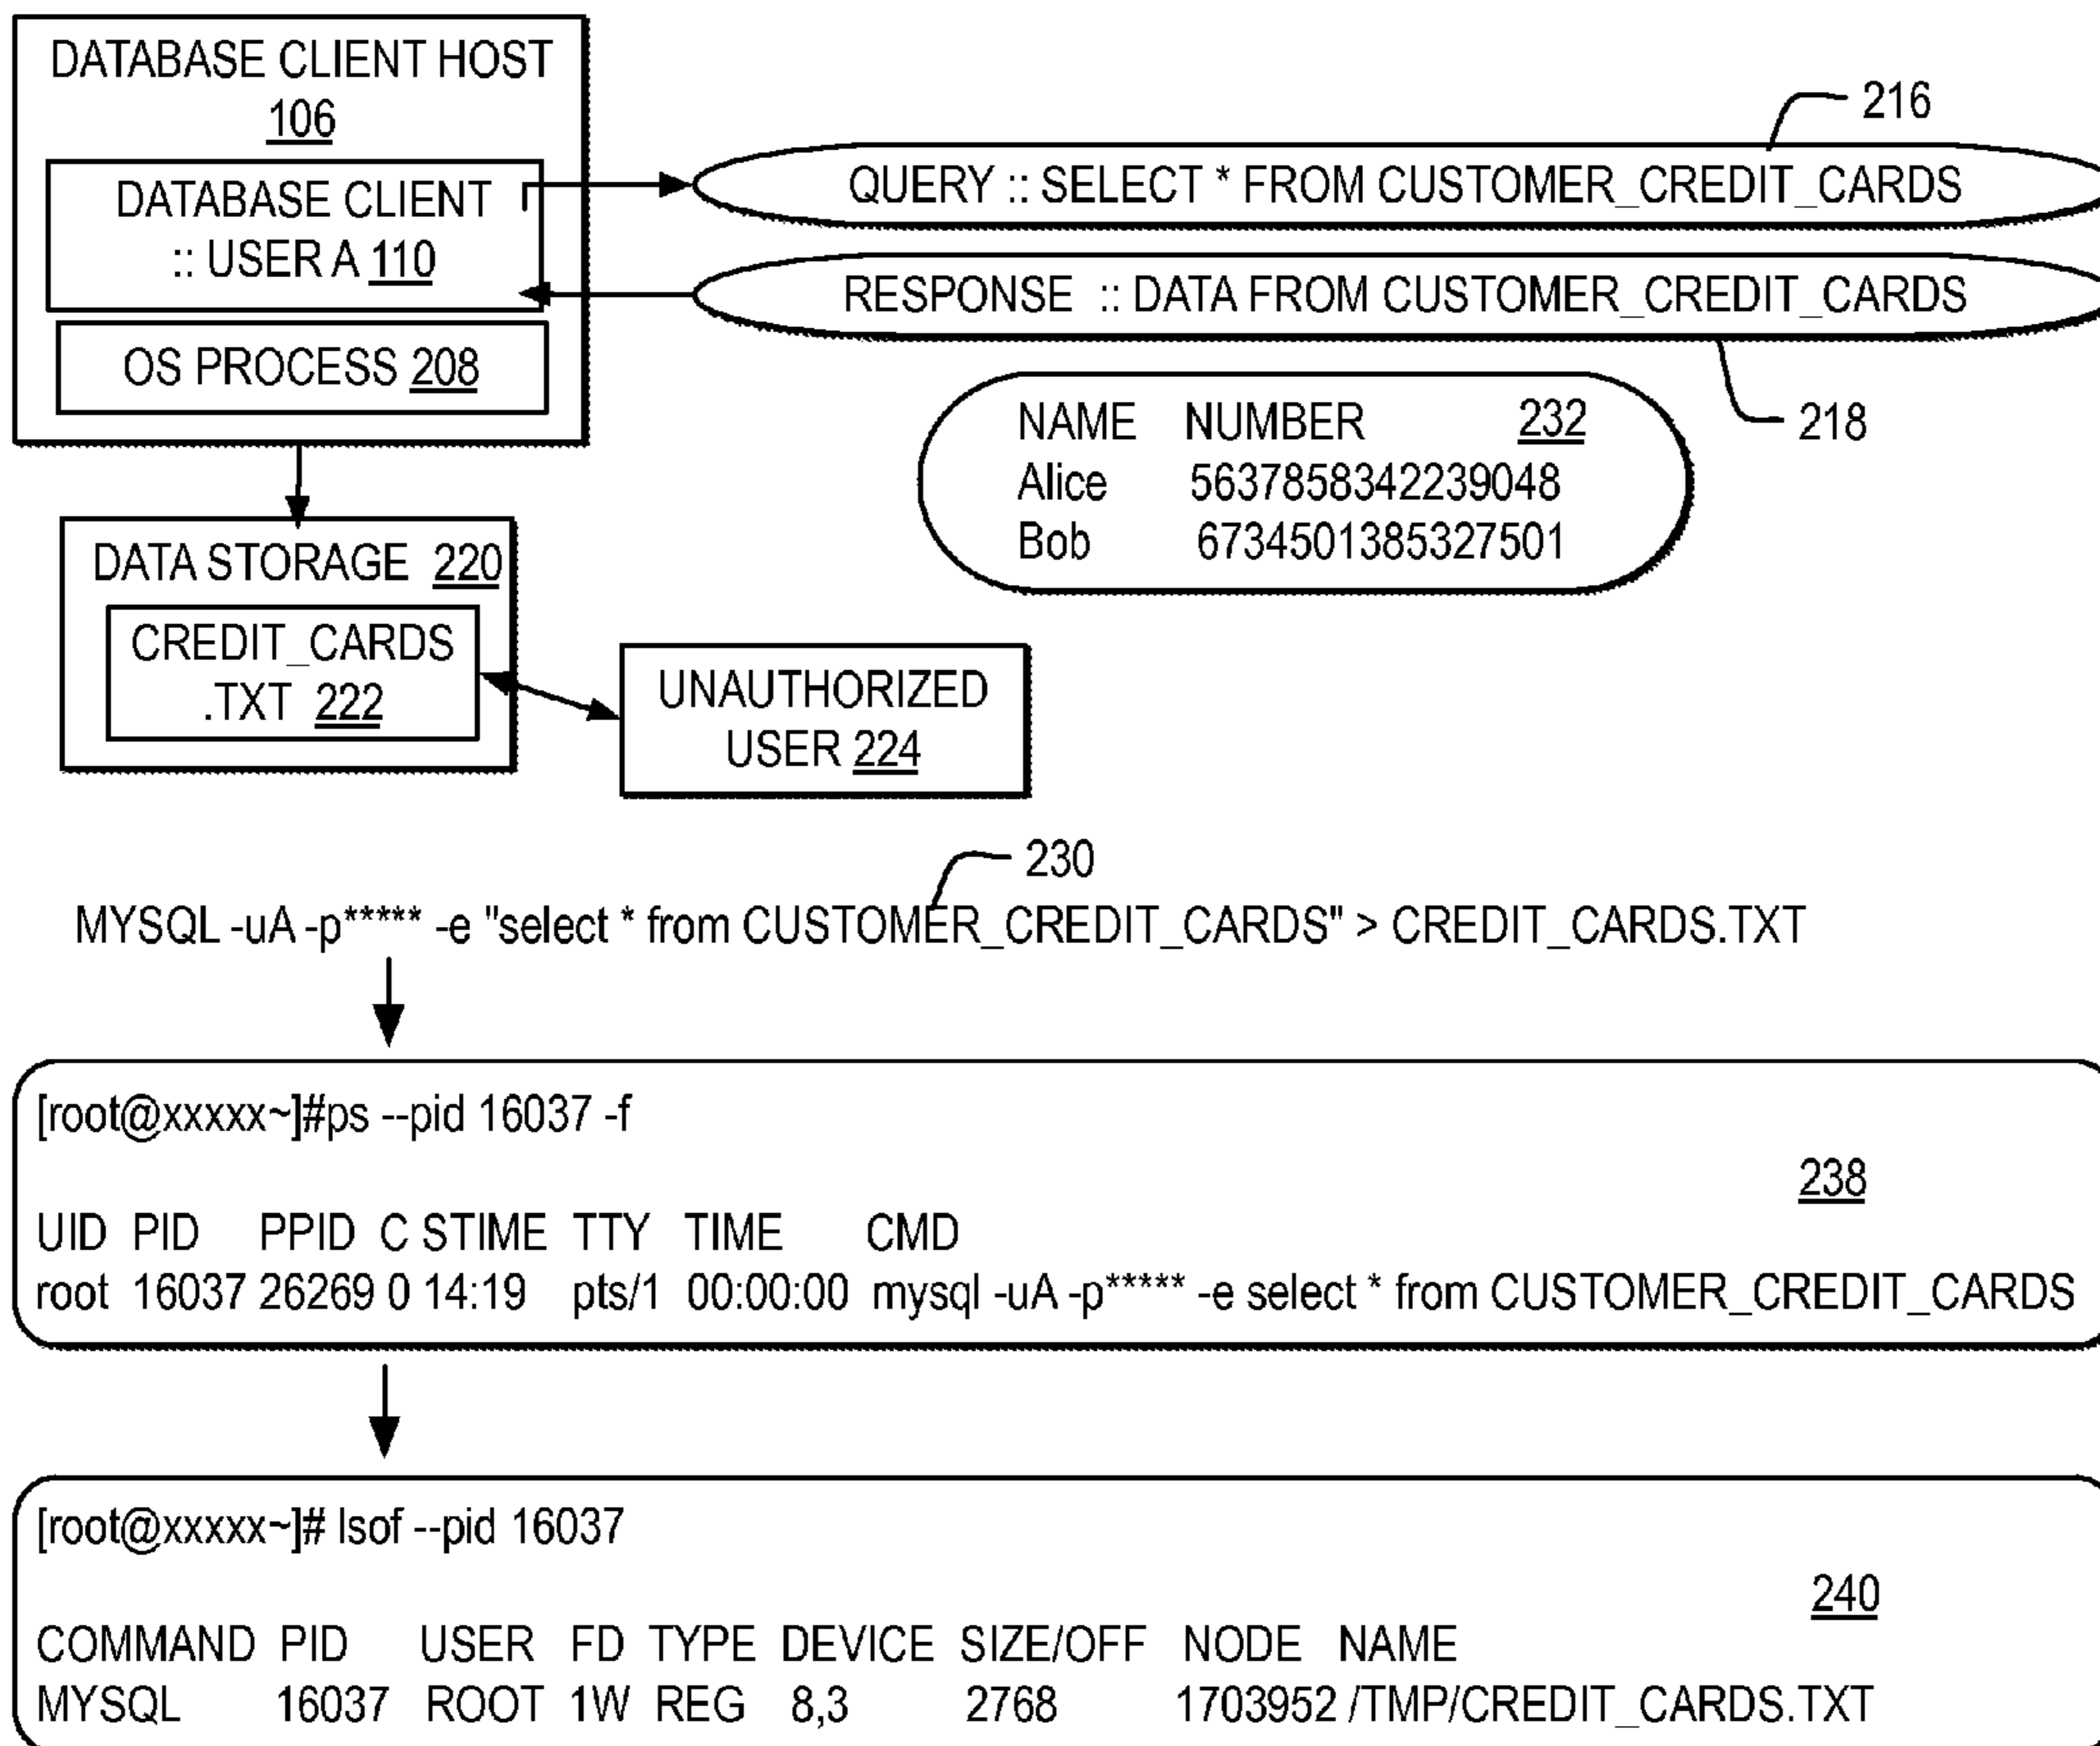 DATABASE CLIENT HOST
106
DATABASE CLIENT
:: USER A 110
OS PROCESS 208
216
QUERY :: SELECT * FROM CUSTOMER_CREDIT_CARDS
RESPONSE :: DATA FROM CUSTOMER_CREDIT_CARDS
218
NAME NUMBER 232
Alice 5637858342239048
Bob 6734501385327501
DATA STORAGE 220
CREDIT_CARDS
.TXT 222
UNAUTHORIZED
USER 224
230
MYSQL -uA -p***** -e "select * from CUSTOMER_CREDIT_CARDS" > CREDIT_CARDS.TXT
[root@xxxxx~]#ps --pid 16037 -f
238
UID PID PPID C STIME TTY TIME CMD
root 16037 26269 0 14:19 pts/1 00:00:00 mysql -uA -p***** -e select * from CUSTOMER_CREDIT_CARDS
[root@xxxxx~]# lsof --pid 16037
240
COMMAND PID USER FD TYPE DEVICE SIZE/OFF NODE NAME
MYSQL 16037 ROOT 1W REG 8,3 2768 1703952 /TMP/CREDIT_CARDS.TXT